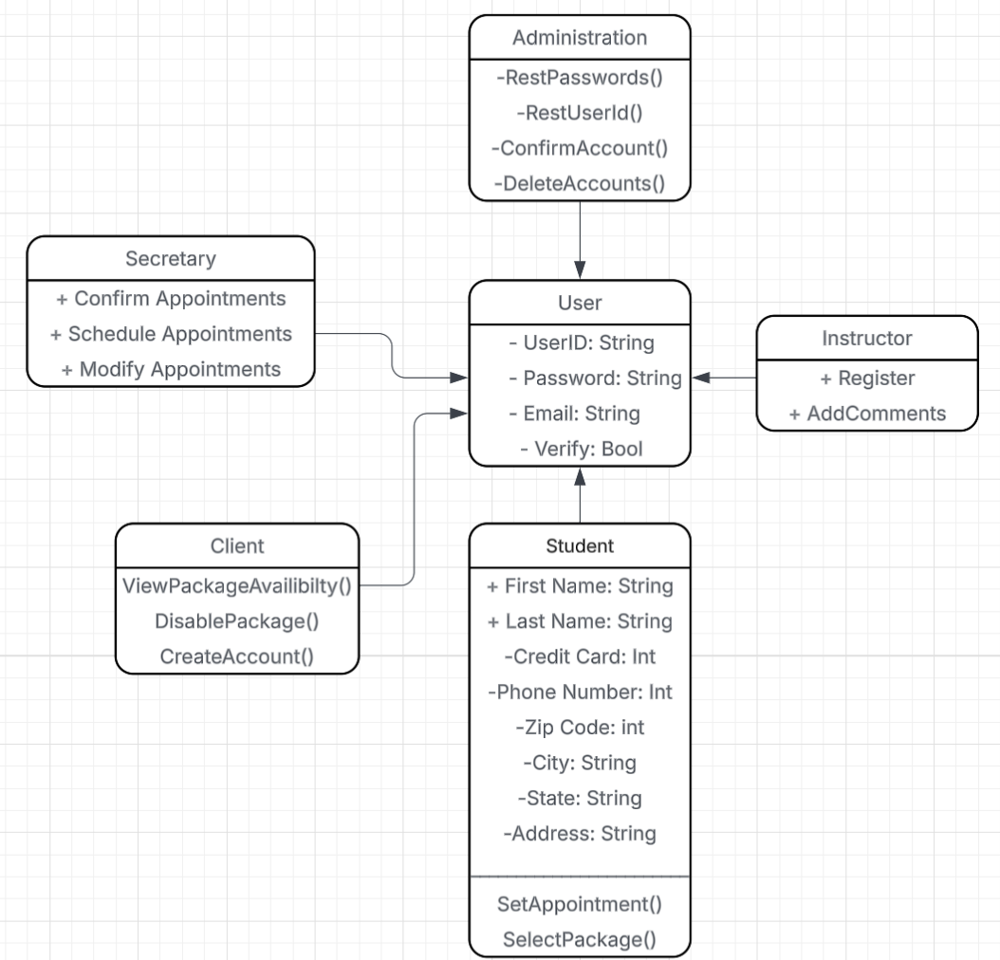 Administration
-RestPasswords()
-RestUserId()
-ConfirmAccount()
-DeleteAccounts()
Secretary
+ Confirm Appointments
+ Schedule Appointments
+ Modify Appointments
User
- UserID: String
- Password: String
- Email: String
- Verify: Bool
Instructor
+ Register
+ AddComments
Client
ViewPackageAvailibilty()
DisablePackage()
CreateAccount()
Student
+ First Name: String
+ Last Name: String
-Credit Card: Int
-Phone Number: Int
-Zip Code: int
-City: String
-State: String
-Address: String
SetAppointment()
SelectPackage()